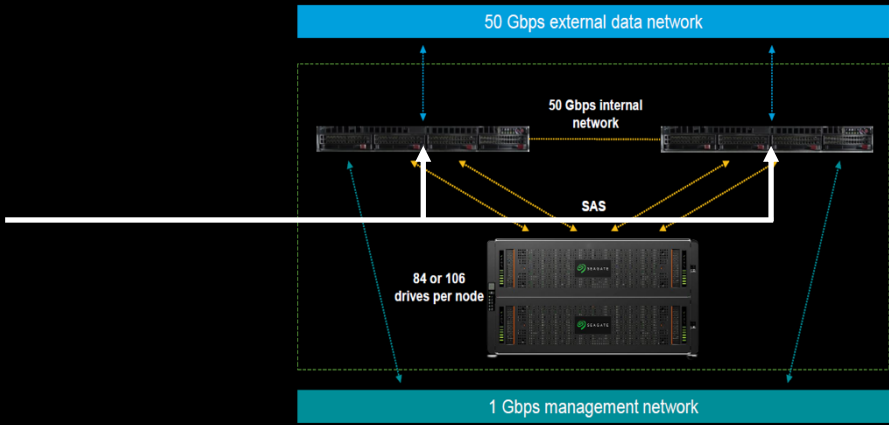 50 Gbps external data network
50 Gbps internal
network
SAS
84 or 106
drives per node
SEAGATE
SEAGATE
1 Gbps management network